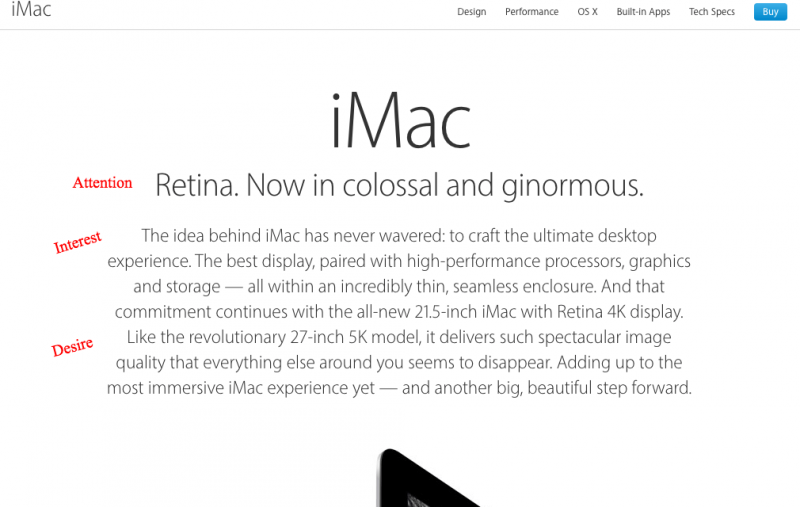 iMac
Design Performance OS X Built-in Apps Tech Specs Buy
iMac
Attention
Retina. Now in colossal and ginormous.
Interest
The idea behind iMac has never wavered: to craft the ultimate desktop
experience. The best display, paired with high-performance processors, graphics
and storage — all within an incredibly thin, seamless enclosure. And that
commitment continues with the all-new 21.5-inch iMac with Retina 4K display.
Desire
Like the revolutionary 27-inch 5K model, it delivers such spectacular image
quality that everything else around you seems to disappear. Adding up to the
most immersive iMac experience yet — and another big, beautiful step forward.